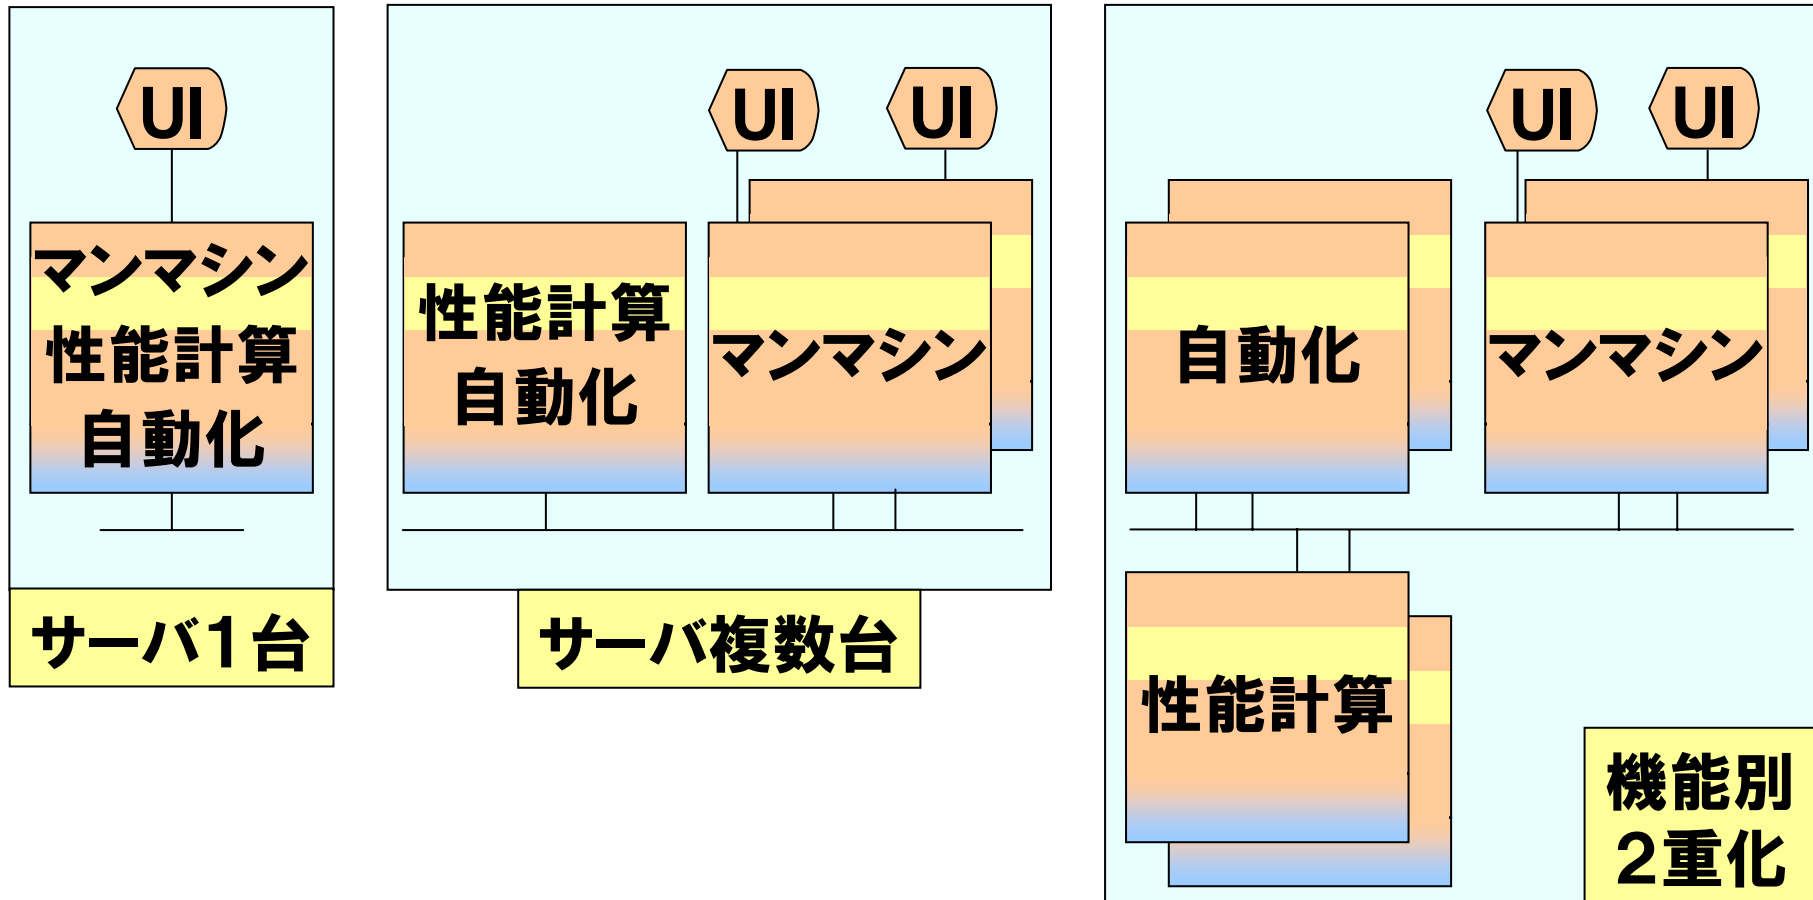 UI
マンマシン
性能計算
自動化
サーバ1台
UI
UI
性能計算
自動化
マンマシン
サーバ複数台
UI
UI
自動化
マンマシン
性能計算
機能別
2重化